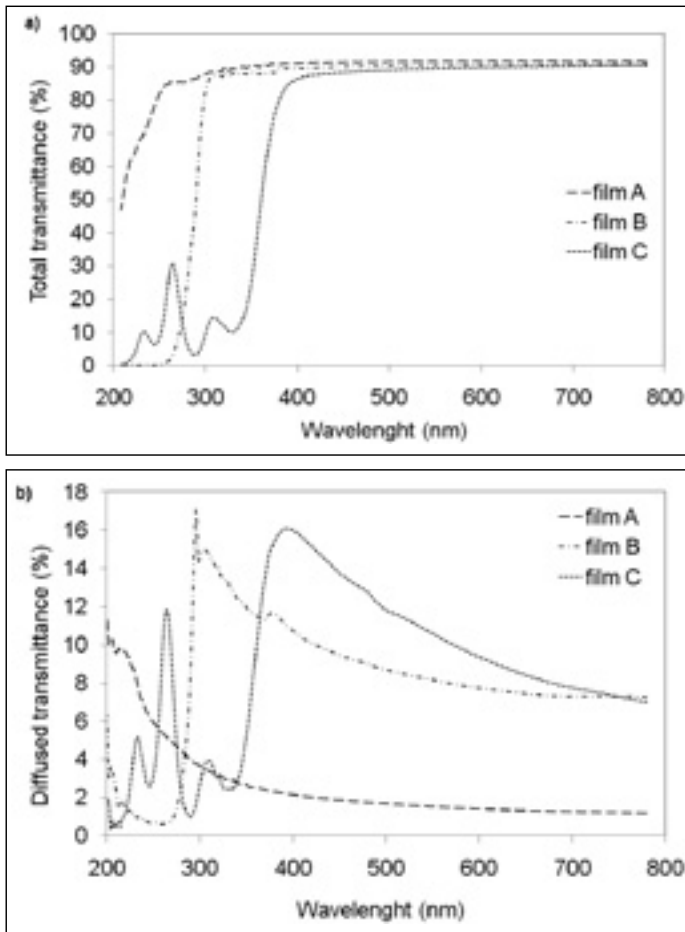 a)
100
90
80
70
60
50
40
30
20
10
0
Total transmittance (%)
film A
film B
film C
200 300 400 500 600 700 800
Wavelenght (nm)
b)
18
16
14
12
10
8
6
4
2
0
Diffused transmittance (%)
film A
film B
film C
200 300 400 500 600 700 800
Wavelenght (nm)